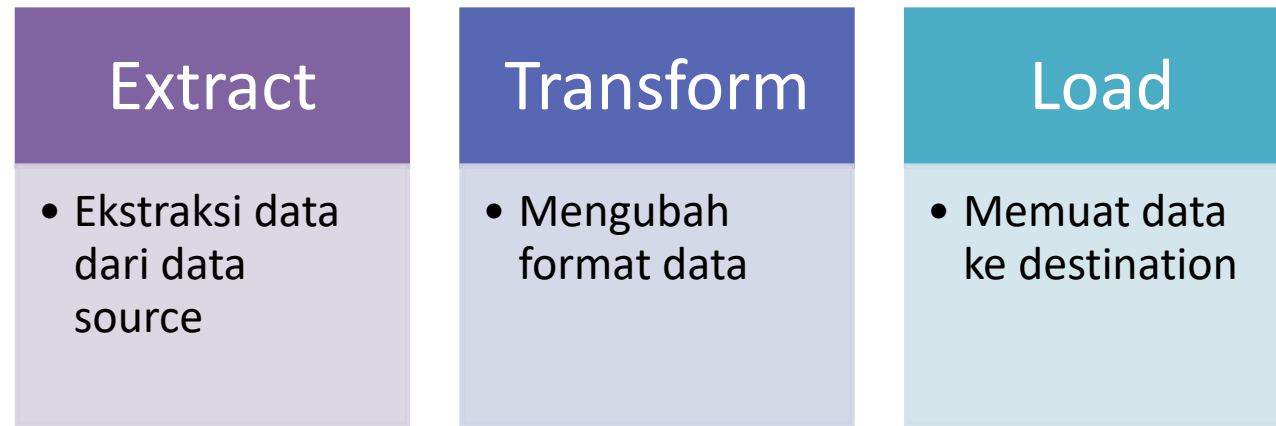 Extract
• Ekstraksi data
dari data
source
Transform
• Mengubah
format data
Load
• Memuat data
ke destination